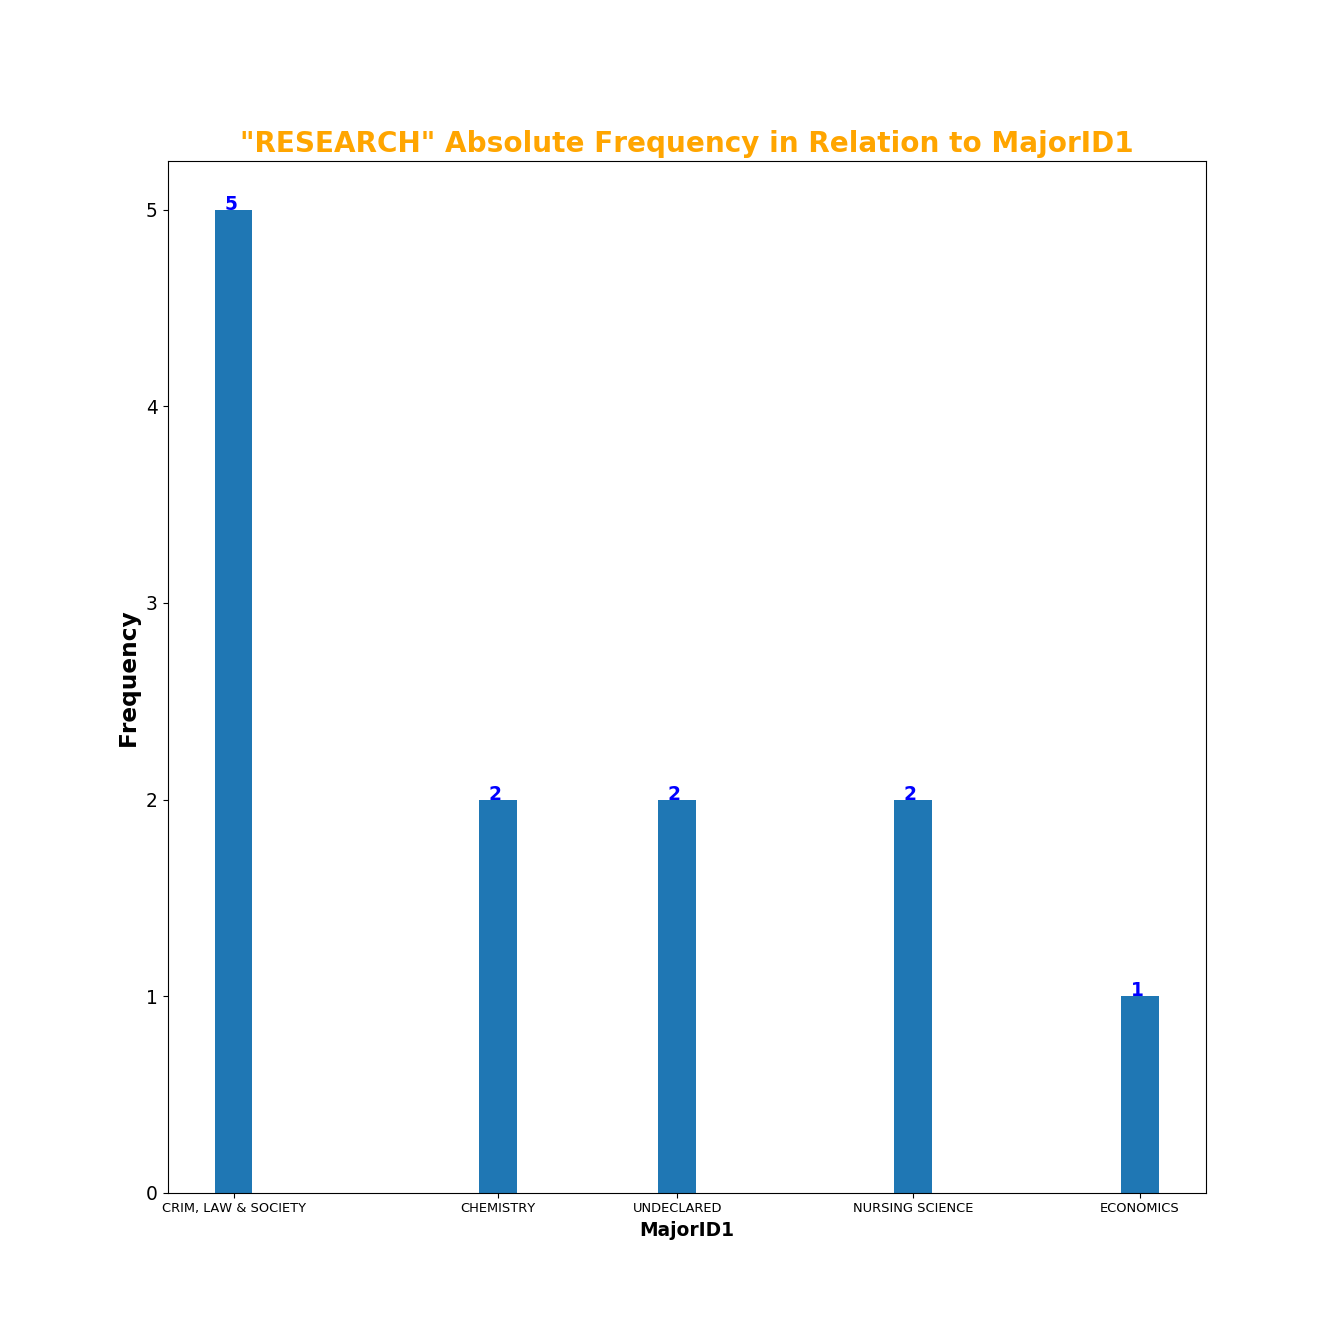 "RESEARCH" Absolute Frequency in Relation to MajorID1
5
5
4
3
2
2
2
2
1
1
0
Frequency
CRIM, LAW & SOCIETY
CHEMISTRY
UNDECLARED
NURSING SCIENCE
ECONOMICS
MajorID1